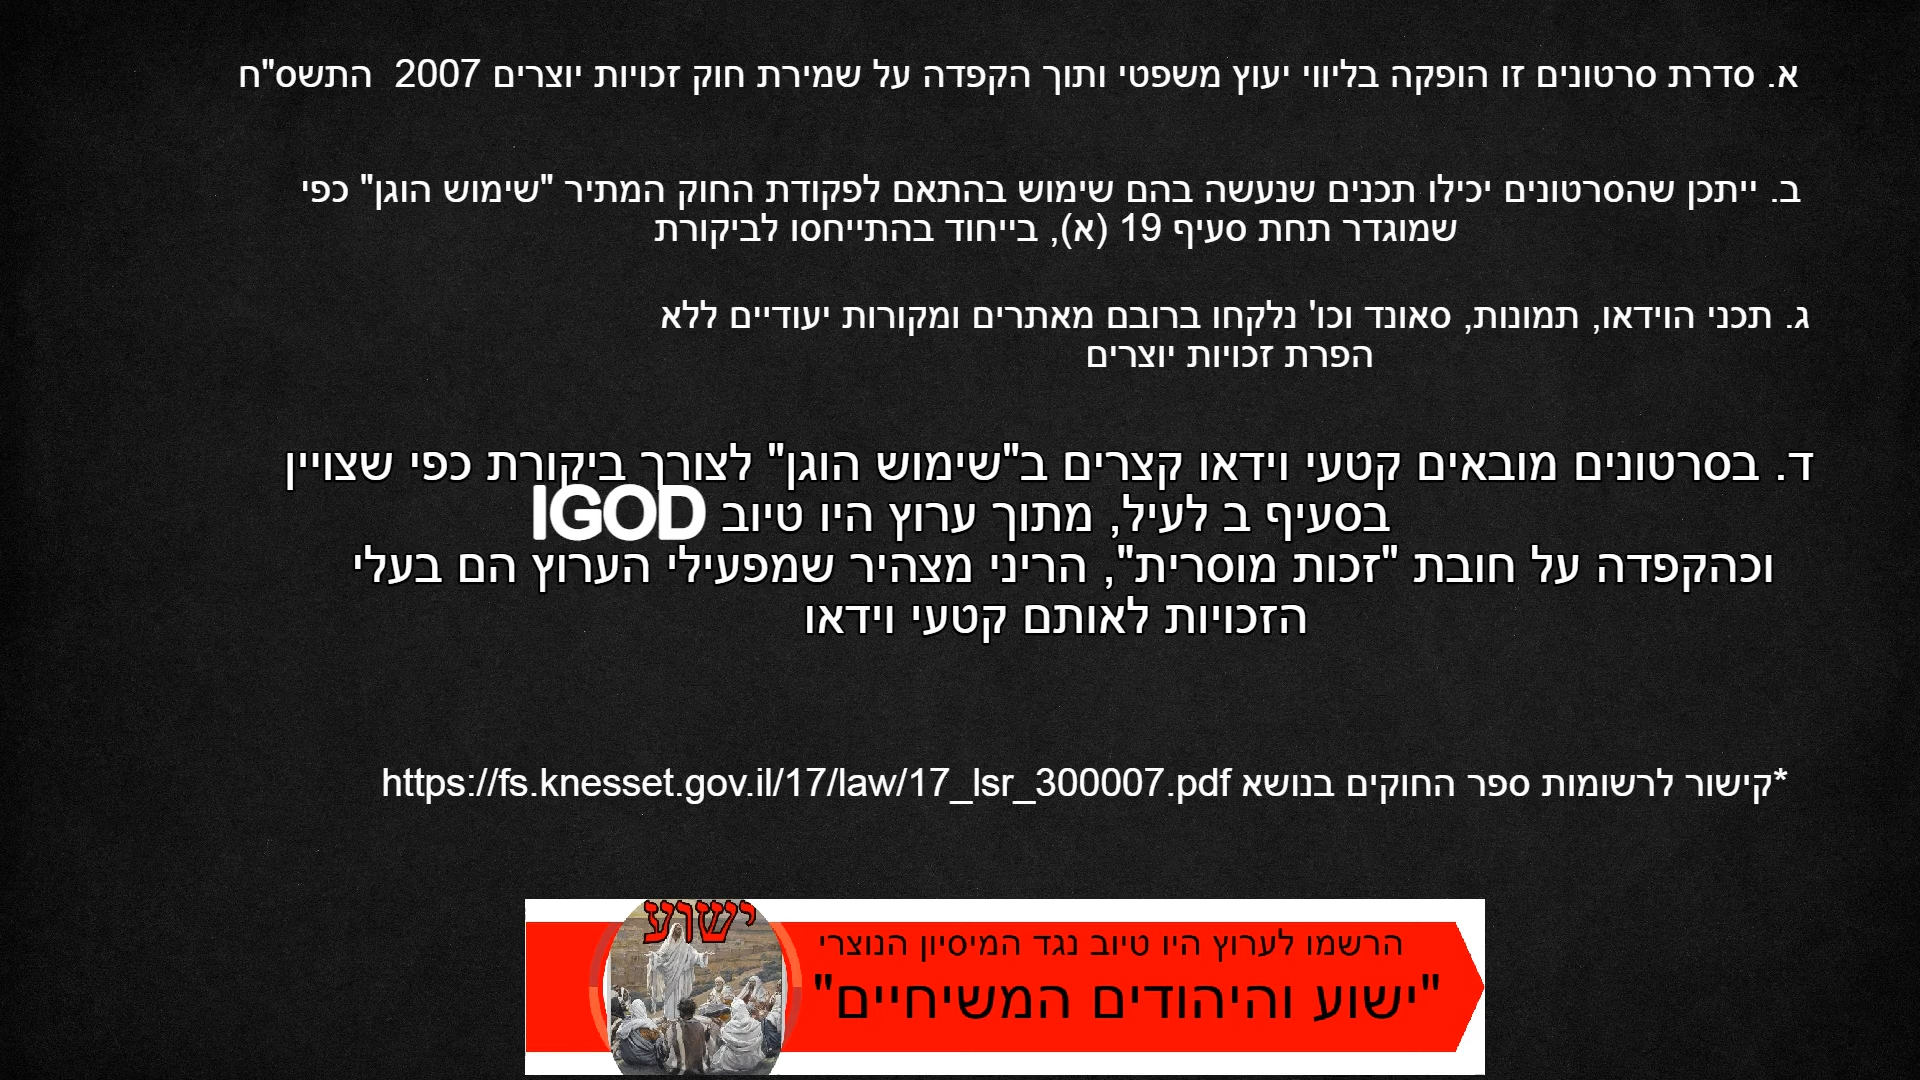 א. סדרת סרטונים זו הופקה בליווי יעוץ משפטי ותוך הקפדה על שמירת חוק זכויות יוצרים 2007 התשס"ח
ב. ייתכן שהסרטונים יכילו תכנים שנעשה בהם שימוש בהתאם לפקודת החוק המתיר "שימוש הוגן" כפי
שמוגדר תחת סעיף 19 (א), בייחוד בהתייחסו לביקורת
ג. תכני הוידאו, תמונות, סאונד וכו' נלקחו ברובם מאתרים ומקורות יעודיים ללא
הפרת זכויות יוצרים
ד. בסרטונים מובאים קטעי וידאו קצרים ב"שימוש הוגן" לצורך ביקורת כפי שצויין
בסעיף ב לעיל, מתוך ערוץ היו טיוב IGOD
וכהקפדה על חובת "זכות מוסרית", הריני מצהיר שמפעילי הערוץ הם בעלי
הזכויות לאותם קטעי וידאו
*קישור לרשומות ספר החוקים בנושא https://fs.knesset.gov.il/17/law/17_lsr_300007.pdf
ישוע
הרשמו לערוץ היו טיוב נגד המיסיון הנוצרי
"ישוע והיהודים המשיחיים"